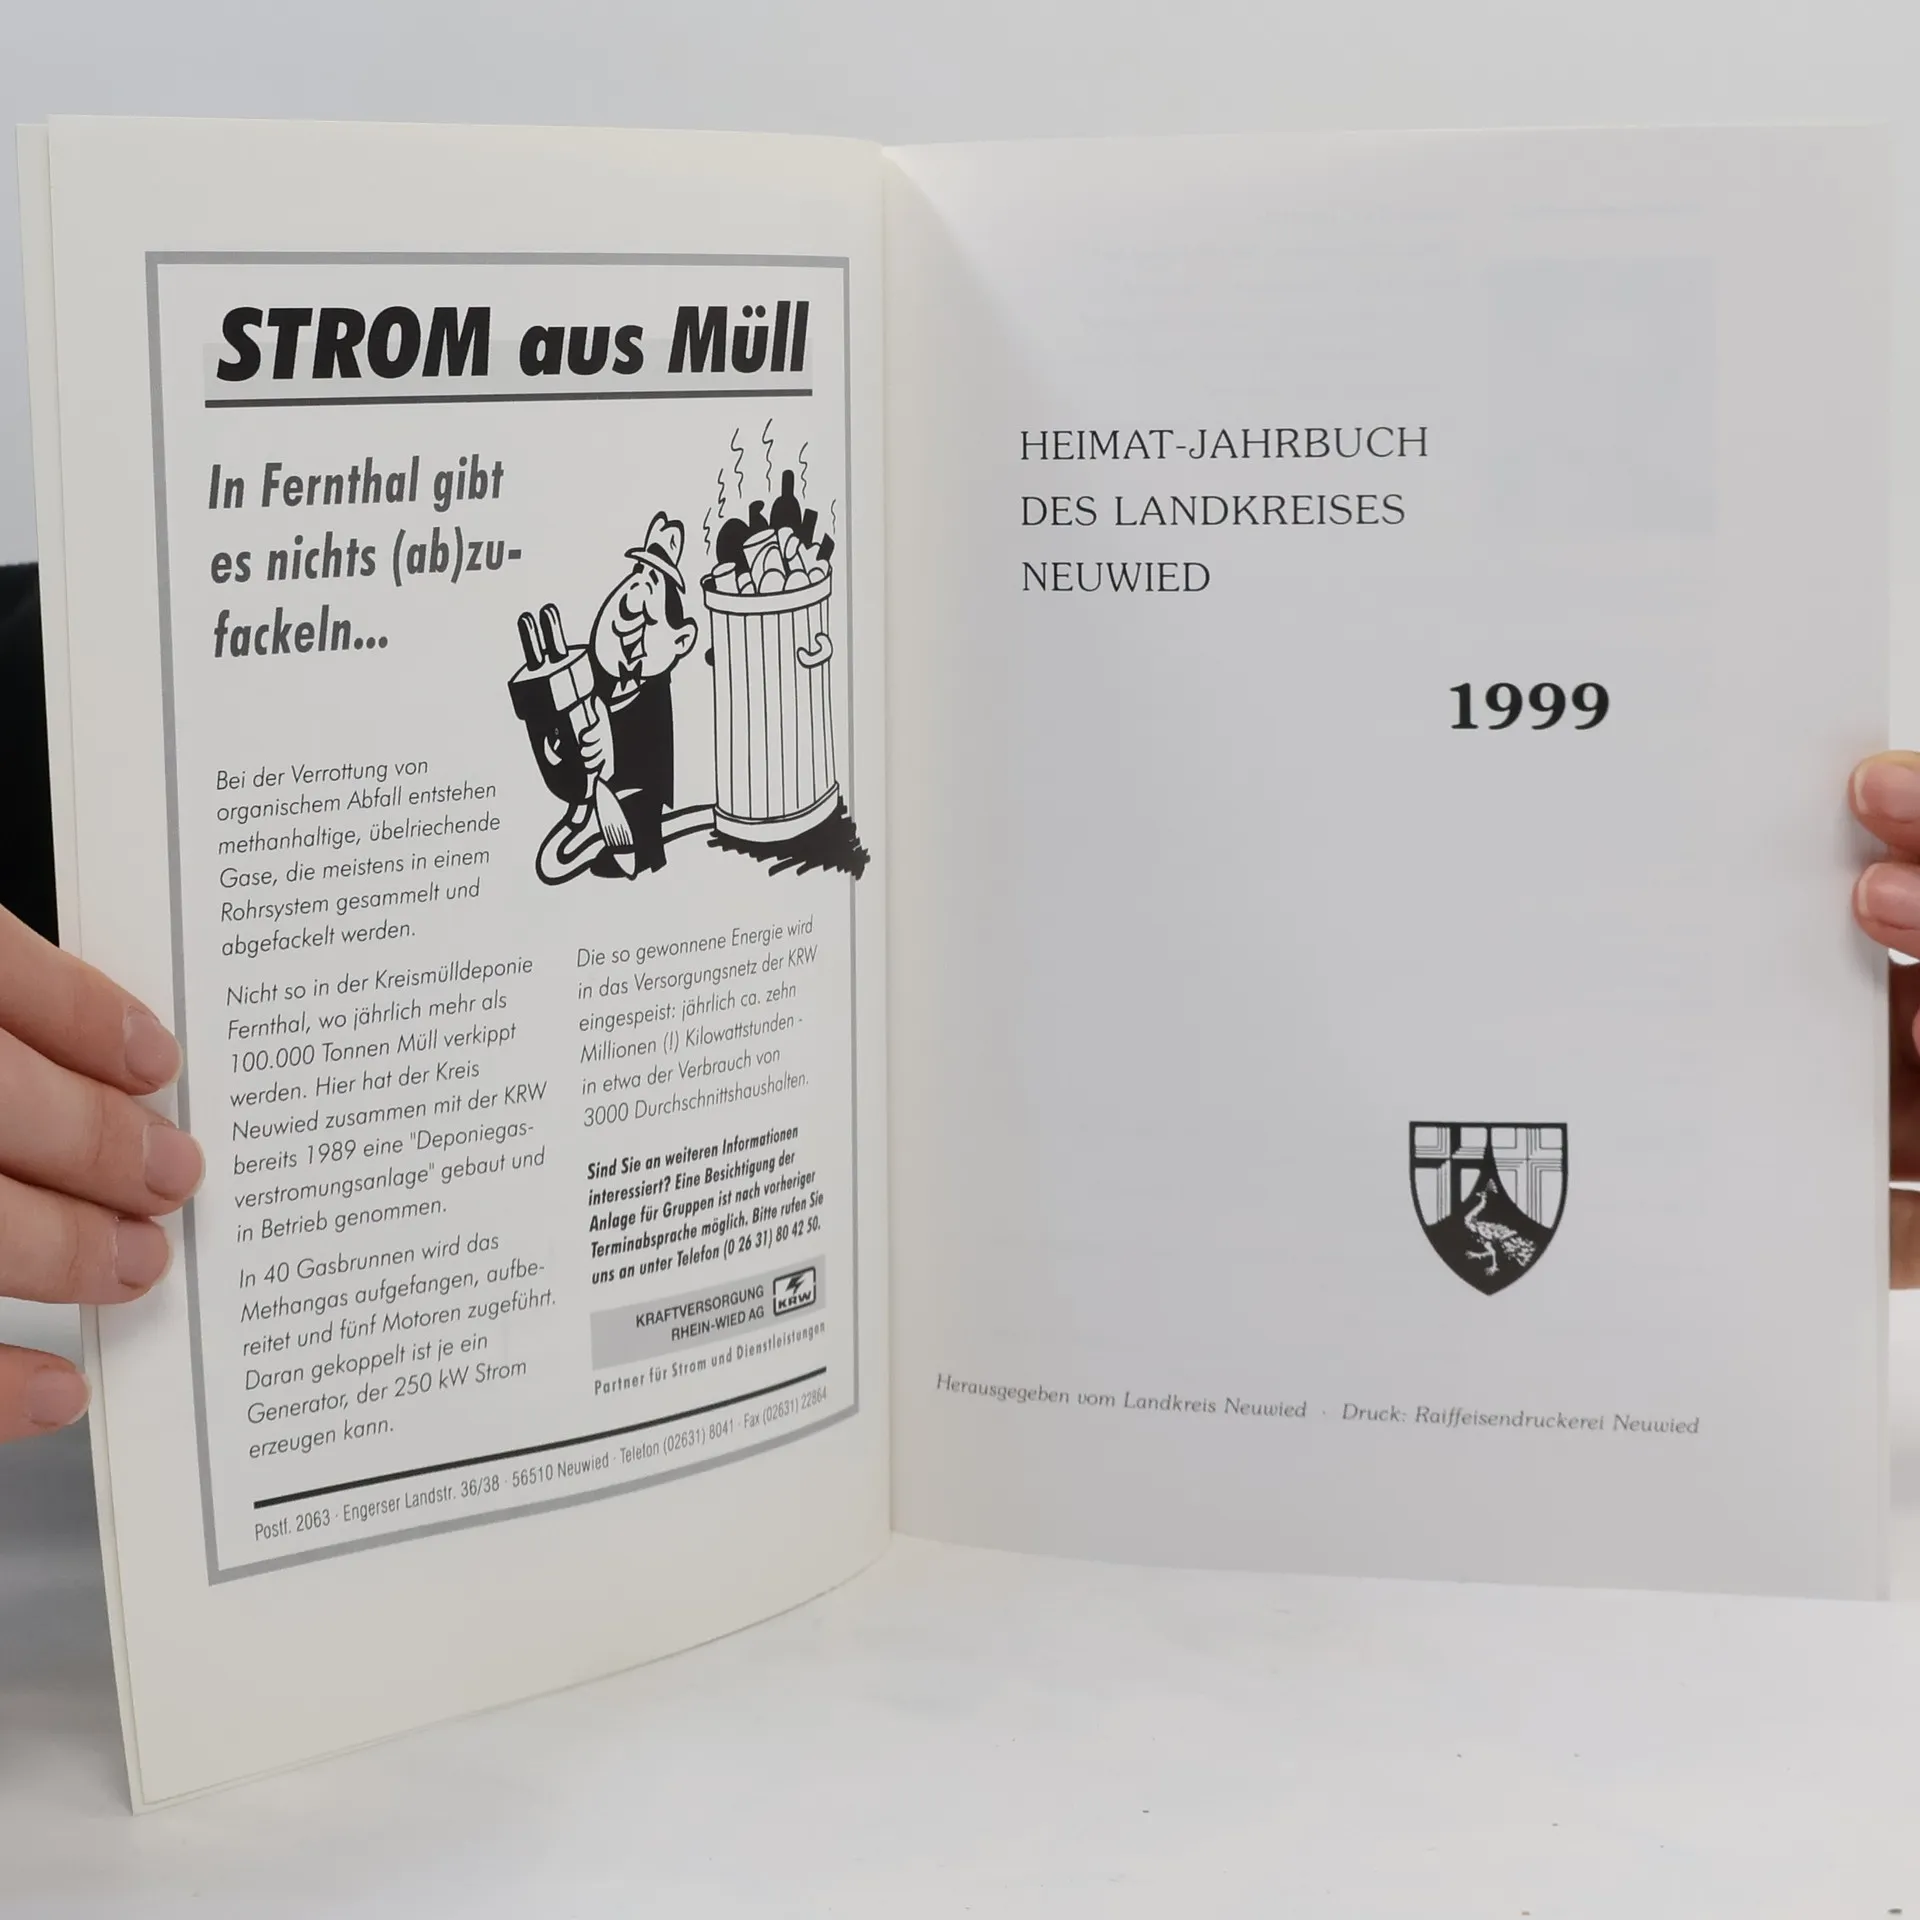 STROM aus Müll
In Fernthal gibt
es nichts (ab)zu-
fackeln...
Bei der Verrottung von
organischem Abfall entstehen
methanhaltige, übelriechende
Gase, die meistens in einem
Rohrsystem gesammelt und
abgefackelt werden.
Nicht so in der Kreismülldeponie
Fernthal, wo jährlich mehr als
100.000 Tonnen Müll verkippt
werden. Hier hat der Kreis
Neuwied zusammen mit der KRW
bereits 1989 eine "Deponiegas-
verstromungsanlage" gebaut und
in Betrieb genommen.
In 40 Gasbrunnen wird das
Methangas aufgefangen, aufbe-
reitet und fünf Motoren zugeführt.
Daran gekoppelt ist je ein
Generator, der 250 kW Strom
erzeugen kann.
Die so gewonnene Energie wird
in das Versorgungsnetz der KRW
eingespeist: jährlich ca. zehn
Millionen (!) Kilowattstunden -
in etwa der Verbrauch von
3000 Durchschnittshaushalten.
Sind Sie an weiteren Informationen
interessiert? Eine Besichtigung der
Anlage für Gruppen ist nach vorheriger
Terminabsprache möglich. Bitte rufen Sie
uns an unter Telefon (0 26 31) 80 42 50.
KRAFTVERSORGUNG
RHEIN-WIED AG
KRW
Partner für Strom und Dienstleistungen
Postf. 2063 · Engerser Landstr. 36/38 · 56510 Neuwied · Telefon (02631) 8041 · Fax (02631) 22864
HEIMAT-JAHRBUCH
DES LANDKREISES
NEUWIED
1999
Herausgegeben vom Landkreis Neuwied · Druck: Raiffeisendruckerei Neuwied